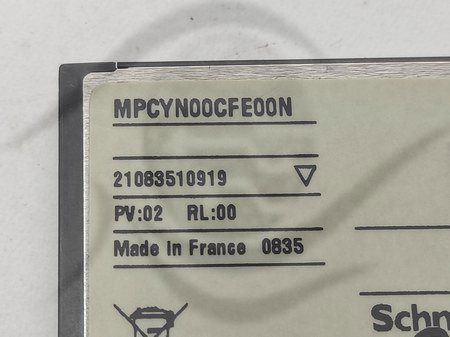 MPCYN00CFE00N
21083510919
PV:02 RL:00
Made in France 0835
Schn